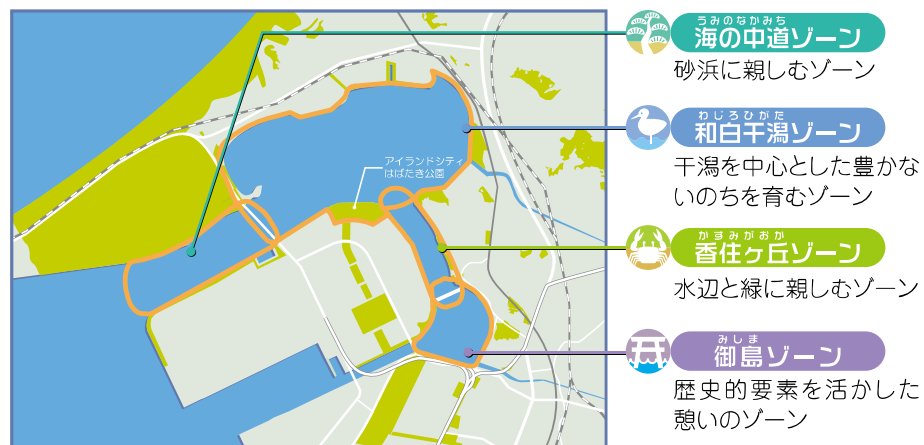 アイランドシティ
はばたき公園
うみのなかみち
海の中道ゾーン
砂浜に親しむゾーン
わじろひがた
和白干潟ゾーン
干潟を中心とした豊かな
いのちを育むゾーン
かすみがおか
香住ヶ丘ゾーン
水辺と緑に親しむゾーン
みしま
御島ゾーン
歴史的要素を活かした
憩いのゾーン